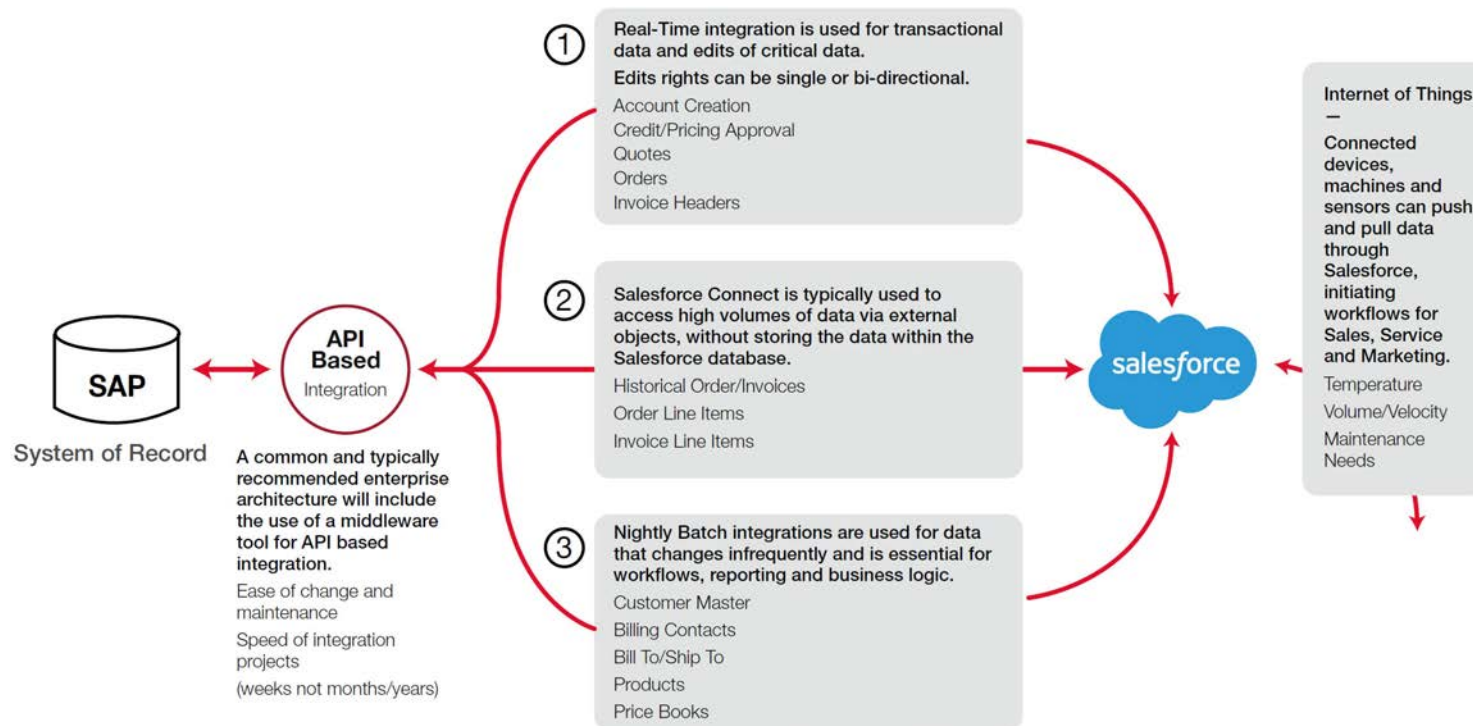 SAP
System of Record
API
Based
Integration
A common and typically
recommended enterprise
architecture will include
the use of a middleware
tool for API based
integration.
Ease of change and
maintenance
Speed of integration
projects
(weeks not months/years)
1
Real-Time integration is used for transactional
data and edits of critical data.
Edits rights can be single or bi-directional.
Account Creation
Credit/Pricing Approval
Quotes
Orders
Invoice Headers
2
Salesforce Connect is typically used to
access high volumes of data via external
objects, without storing the data within the
Salesforce database.
Historical Order/Invoices
Order Line Items
Invoice Line Items
3
Nightly Batch integrations are used for data
that changes infrequently and is essential for
workflows, reporting and business logic.
Customer Master
Billing Contacts
Bill To/Ship To
Products
Price Books
salesforce
Internet of Things
—
Connected
devices,
machines and
sensors can push
and pull data
through
Salesforce,
initiating
workflows for
Sales, Service
and Marketing.
Temperature
Volume/Velocity
Maintenance
Needs